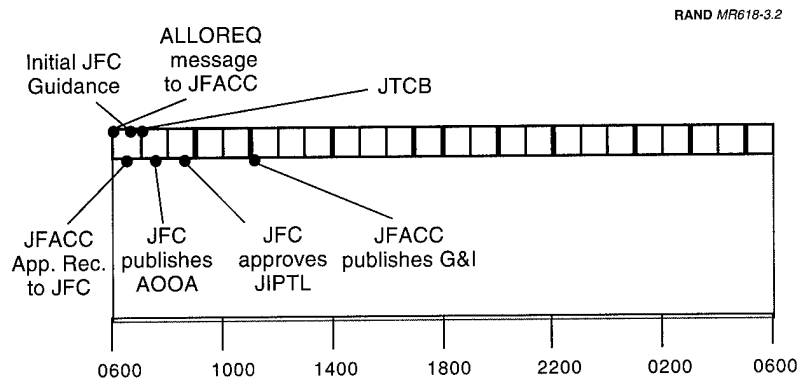 RAND MR618-3.2
ALLOREQ
message
to JFACC
Initial JFC
Guidance
JTCB
JFACC
App. Rec.
to JFC
JFC
publishes
AOOA
JFC
approves
JIPTL
JFACC
publishes G&I
0600
1000
1400
1800
2200
0200
0600